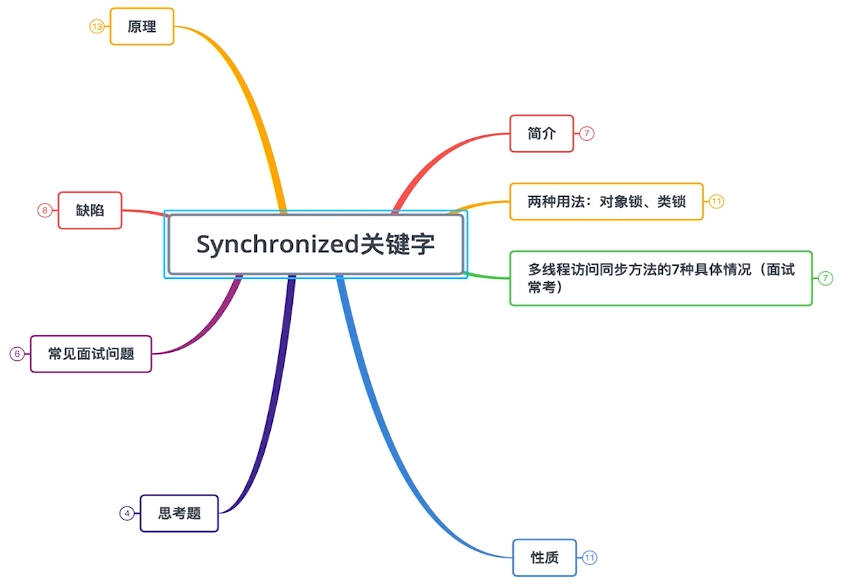 原理
13
简介
7
两种用法：对象锁、类锁
11
缺陷
8
Synchronized关键字
多线程访问同步方法的7种具体情况（面试
常考）
7
常见面试问题
6
思考题
4
性质
11